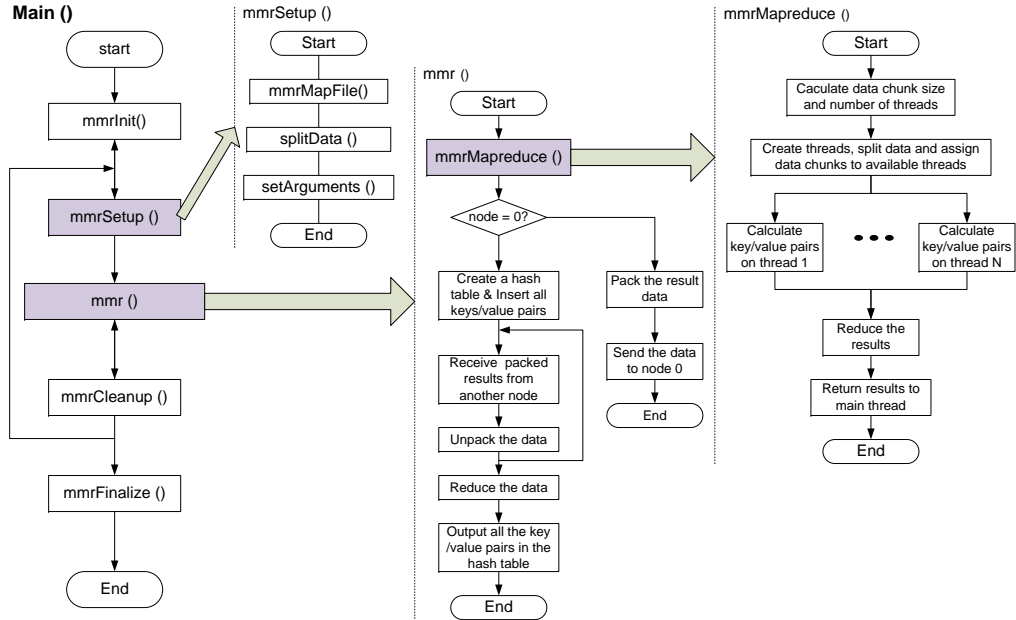 Main ()
start
mmrInit()
mmrSetup ()
mmr ()
mmrCleanup ()
mmrFinalize ()
End
mmrSetup ()
Start
mmrMapFile()
splitData ()
setArguments ()
End
mmr ()
Start
mmrMapreduce ()
node = 0?
Create a hash
table & Insert all
keys/value pairs
Receive packed
results from
another node
Unpack the data
Reduce the data
Output all the key
/value pairs in the
hash table
End
Pack the result
data
Send the data
to node 0
End
mmrMapreduce ()
Start
Caculate data chunk size
and number of threads
Create threads, split data and assign
data chunks to available threads
Calculate
key/value pairs
on thread 1
Calculate
key/value pairs
on thread N
Reduce the
results
Return results to
main thread
End